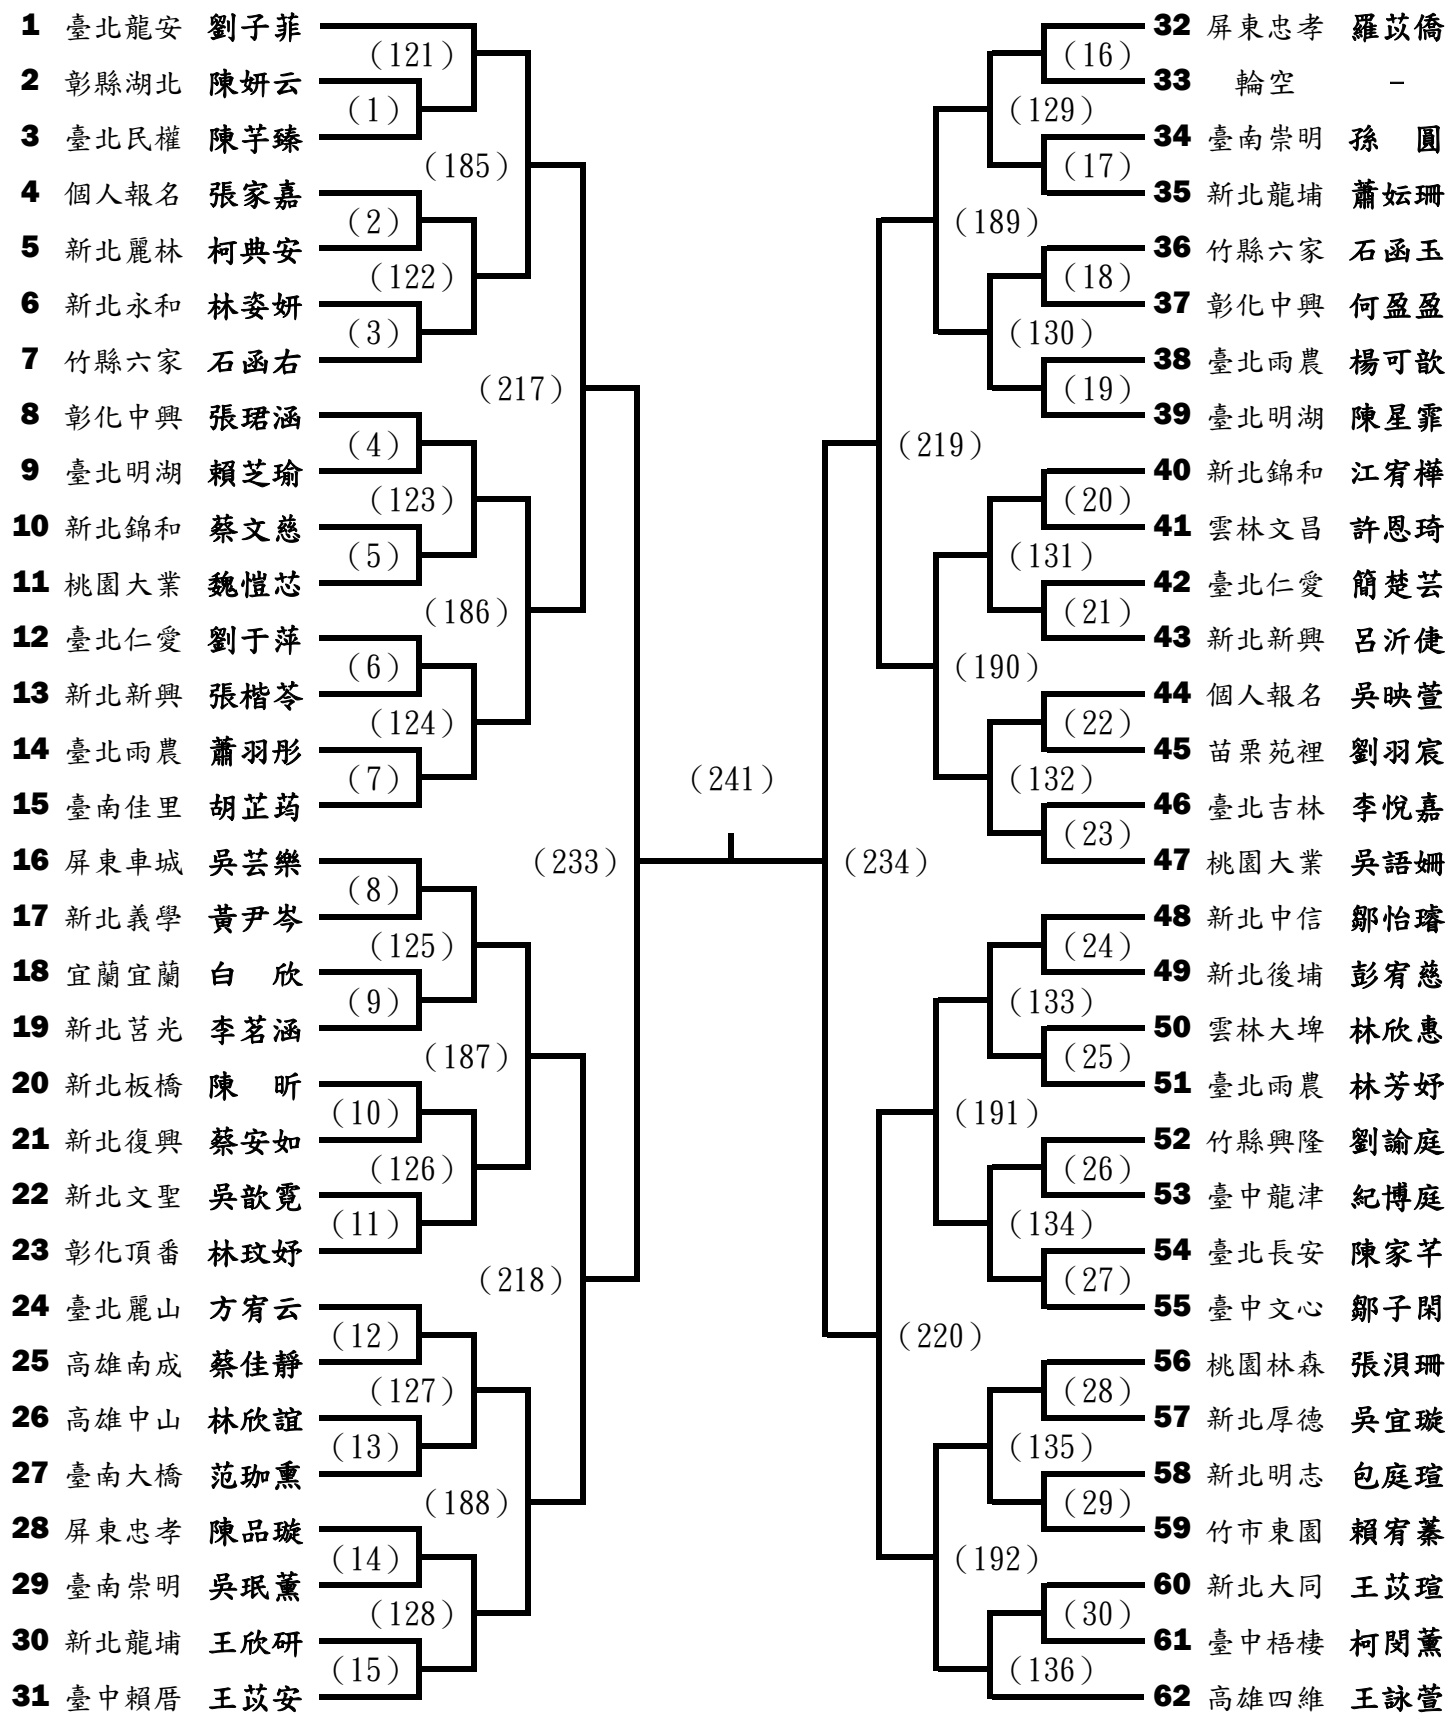 1 臺北龍安 劉子菲
(121)
2 彰縣湖北 陳妍云
(1)
3 臺北民權 陳芊臻
(185)
4 個人報名 張家嘉
(2)
5 新北麗林 柯典安
(122)
6 新北永和 林姿妍
(3)
7 竹縣六家 石函右
(217)
8 彰化中興 張珺涵
(4)
9 臺北明湖 賴芝瑜
(123)
10 新北錦和 蔡文慈
(5)
11 桃園大業 魏愷芯
(186)
12 臺北仁愛 劉于萍
(6)
13 新北新興 張楷苓
(124)
14 臺北雨農 蕭羽彤
(7)
15 臺南佳里 胡芷葤
(233)
16 屏東車城 吳芸樂
(8)
17 新北義學 黃尹岑
(125)
18 宜蘭宜蘭 白 欣
(9)
19 新北莒光 李茗涵
(187)
20 新北板橋 陳 昕
(10)
21 新北復興 蔡安如
(126)
22 新北文聖 吳歆霓
(11)
23 彰化頂番 林玟妤
(218)
24 臺北麗山 方宥云
(12)
25 高雄南成 蔡佳靜
(127)
26 高雄中山 林欣誼
(13)
27 臺南大橋 范珈熏
(188)
28 屏東忠孝 陳品璇
(14)
29 臺南崇明 吳珉薰
(128)
30 新北龍埔 王欣研
(15)
31 臺中賴厝 王苡安
(241)
32 屏東忠孝 羅苡僑
(16)
33 輪空 -
(129)
34 臺南崇明 孫 圓
(17)
35 新北龍埔 蕭妘珊
(189)
36 竹縣六家 石函玉
(18)
37 彰化中興 何盈盈
(130)
38 臺北雨農 楊可歆
(19)
39 臺北明湖 陳星霏
(219)
40 新北錦和 江宥樺
(20)
41 雲林文昌 許恩琦
(131)
42 臺北仁愛 簡楚芸
(21)
43 新北新興 呂沂倢
(190)
44 個人報名 吳映萱
(22)
45 苗栗苑裡 劉羽宸
(132)
46 臺北吉林 李悅嘉
(23)
47 桃園大業 吳語姍
(234)
48 新北中信 鄒怡璿
(24)
49 新北後埔 彭宥慈
(133)
50 雲林大埤 林欣惠
(25)
51 臺北雨農 林芳妤
(191)
52 竹縣興隆 劉諭庭
(26)
53 臺中龍津 紀博庭
(134)
54 臺北長安 陳家芊
(27)
55 臺中文心 鄒子閑
(220)
56 桃園林森 張浿珊
(28)
57 新北厚德 吳宜璇
(135)
58 新北明志 包庭瑄
(29)
59 竹市東園 賴宥蓁
(192)
60 新北大同 王苡瑄
(30)
61 臺中梧棲 柯閔薰
(136)
62 高雄四維 王詠萱